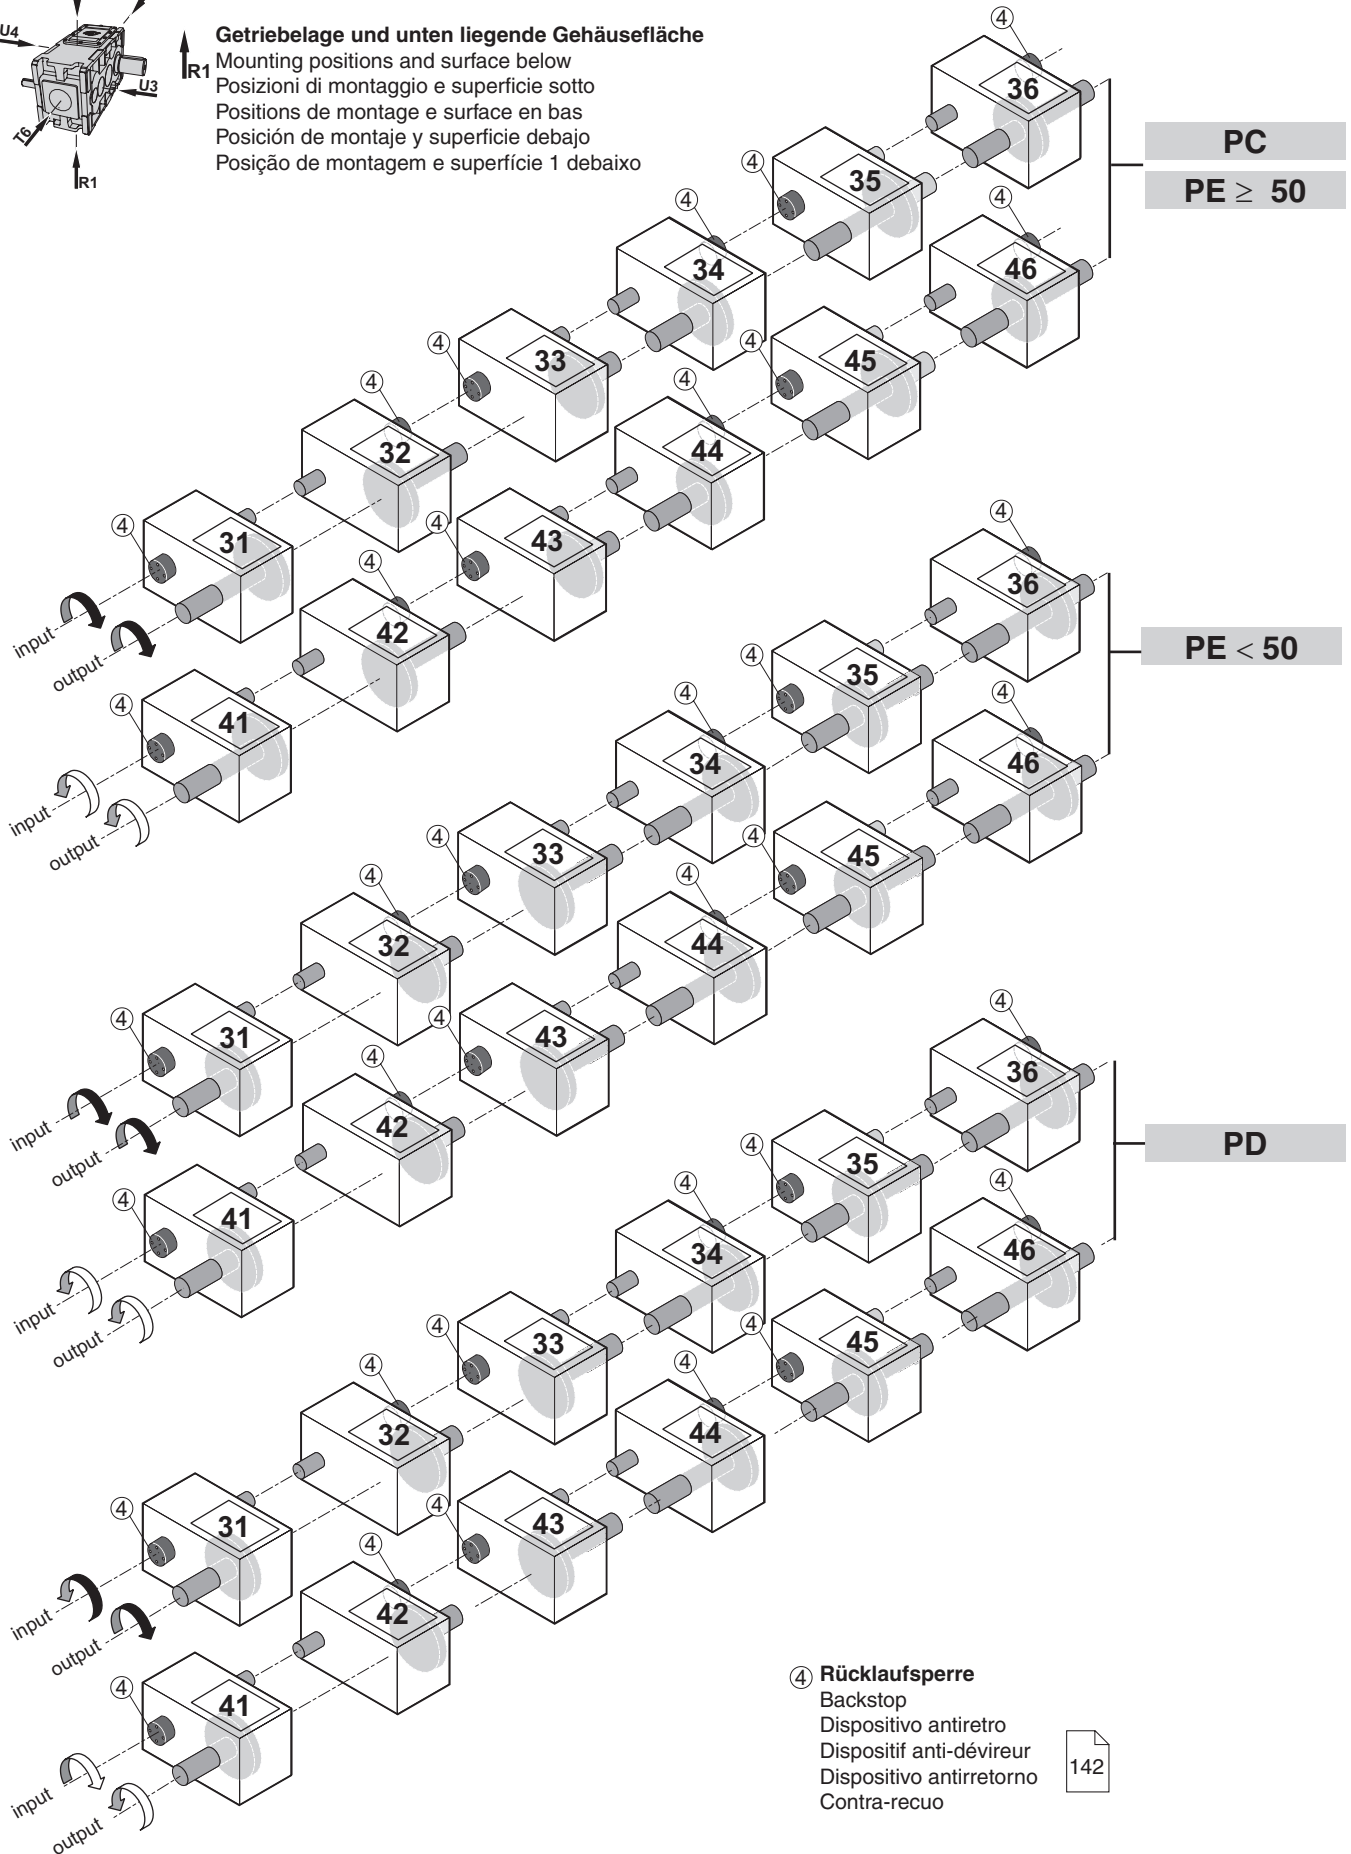 U4
U3
T6
R1
R1
Getriebelage und unten liegende Gehäusefläche
Mounting positions and surface below
Posizioni di montaggio e superficie sotto
Positions de montage e surface en bas
Posición de montaje y superficie debajo
Posição de montagem e superfície 1 debaixo
4
36
4
35
4
34
4
33
4
32
4
31
input
output
4
46
4
45
4
44
4
43
4
42
4
41
input
output
PC
PE ≥ 50
4
36
4
35
4
34
4
33
4
32
4
31
input
output
4
46
4
45
4
44
4
43
4
42
4
41
input
output
PE < 50
4
36
4
35
4
34
4
33
4
32
4
31
input
output
4
46
4
45
4
44
4
43
4
42
4
41
input
output
PD
4 Rücklaufsperre
Backstop
Dispositivo antiretro
Dispositif anti-dévireur
Dispositivo antirretorno
Contra-recuo
142